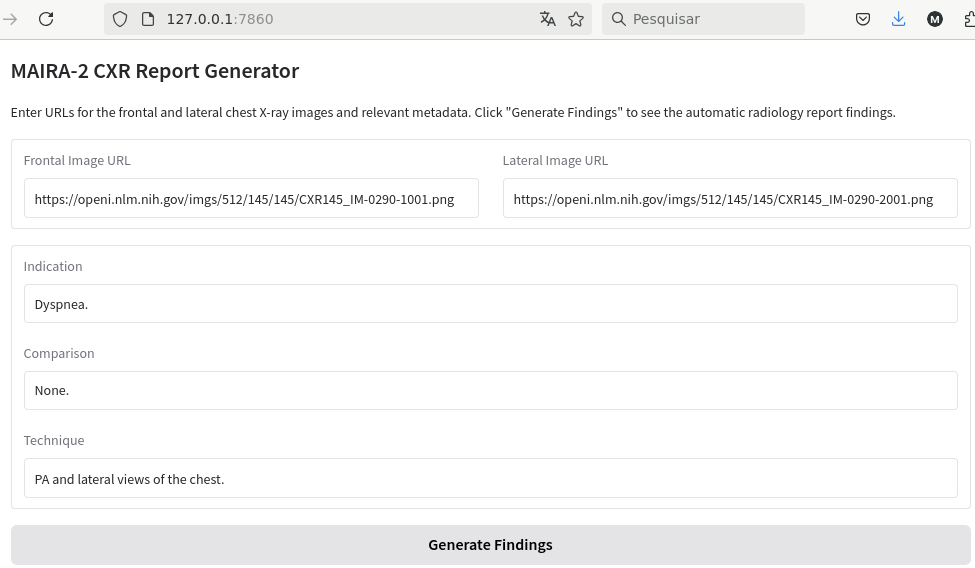 127.0.0.1:7860
Pesquisar
M
MAIRA-2 CXR Report Generator
Enter URLs for the frontal and lateral chest X-ray images and relevant metadata. Click "Generate Findings" to see the automatic radiology report findings.
Frontal Image URL
Lateral Image URL
https://openi.nlm.nih.gov/imgs/512/145/145/CXR145_IM-0290-1001.png
https://openi.nlm.nih.gov/imgs/512/145/145/CXR145_IM-0290-2001.png
Indication
Dyspnea.
Comparison
None.
Technique
PA and lateral views of the chest.
Generate Findings